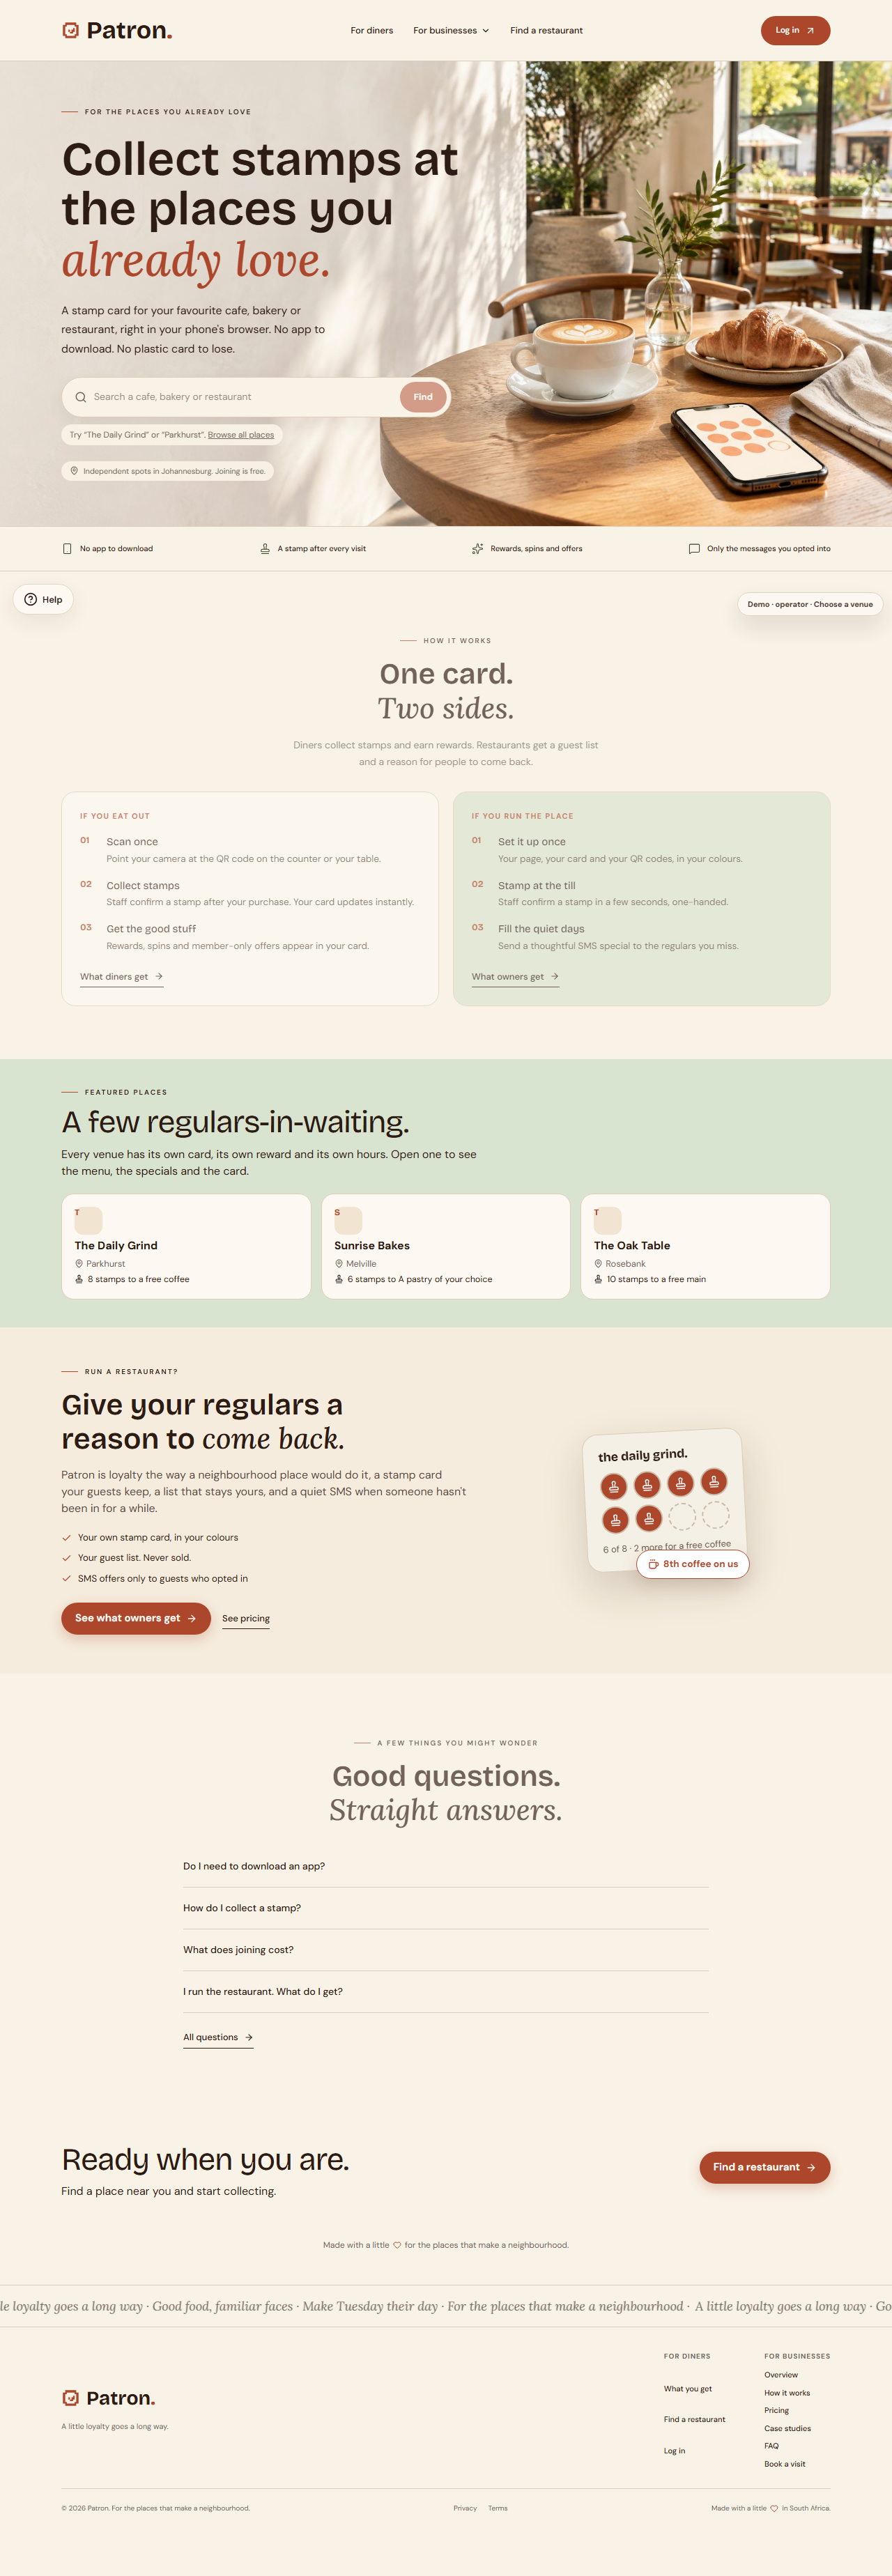 Patron.
For diners
For businesses
Find a restaurant
Log in
FOR THE PLACES YOU ALREADY LOVE
Collect stamps at
the places you
already love.
A stamp card for your favourite cafe, bakery or
restaurant, right in your phone's browser. No app to
download. No plastic card to lose.
Search a cafe, bakery or restaurant
Find
Try “The Daily Grind” or “Parkhurst”. Browse all places
Independent spots in Johannesburg. Joining is free.
No app to download
A stamp after every visit
Rewards, spins and offers
Only the messages you opted into
Help
Demo · operator · Choose a venue
HOW IT WORKS
One card.
Two sides.
Diners collect stamps and earn rewards. Restaurants get a guest list
and a reason for people to come back.
IF YOU EAT OUT
01 Scan once
Point your camera at the QR code on the counter or your table.
02 Collect stamps
Staff confirm a stamp after your purchase. Your card updates instantly.
03 Get the good stuff
Rewards, spins and member-only offers appear in your card.
What diners get
IF YOU RUN THE PLACE
01 Set it up once
Your page, your card and your QR codes, in your colours.
02 Stamp at the till
Staff confirm a stamp in a few seconds, one-handed.
03 Fill the quiet days
Send a thoughtful SMS special to the regulars you miss.
What owners get
FEATURED PLACES
A few regulars-in-waiting.
Every venue has its own card, its own reward and its own hours. Open one to see
the menu, the specials and the card.
T
The Daily Grind
Parkhurst
8 stamps to a free coffee
S
Sunrise Bakes
Melville
6 stamps to A pastry of your choice
T
The Oak Table
Rosebank
10 stamps to a free main
RUN A RESTAURANT?
Give your regulars a
reason to come back.
Patron is loyalty the way a neighbourhood place would do it, a stamp card
your guests keep, a list that stays yours, and a quiet SMS when someone hasn't
been in for a while.
Your own stamp card, in your colours
Your guest list. Never sold.
SMS offers only to guests who opted in
See what owners get
See pricing
the daily grind.
6 of 8 · 2 more for a free coffee
8th coffee on us
A FEW THINGS YOU MIGHT WONDER
Good questions.
Straight answers.
Do I need to download an app?
How do I collect a stamp?
What does joining cost?
I run the restaurant. What do I get?
All questions
Ready when you are.
Find a place near you and start collecting.
Find a restaurant
Made with a little for the places that make a neighbourhood.
le loyalty goes a long way · Good food, familiar faces · Make Tuesday their day · For the places that make a neighbourhood · A little loyalty goes a long way · Go
Patron.
A little loyalty goes a long way.
FOR DINERS
What you get
Find a restaurant
Log in
FOR BUSINESSES
Overview
How it works
Pricing
Case studies
FAQ
Book a visit
© 2026 Patron. For the places that make a neighbourhood.
Privacy
Terms
Made with a little in South Africa.